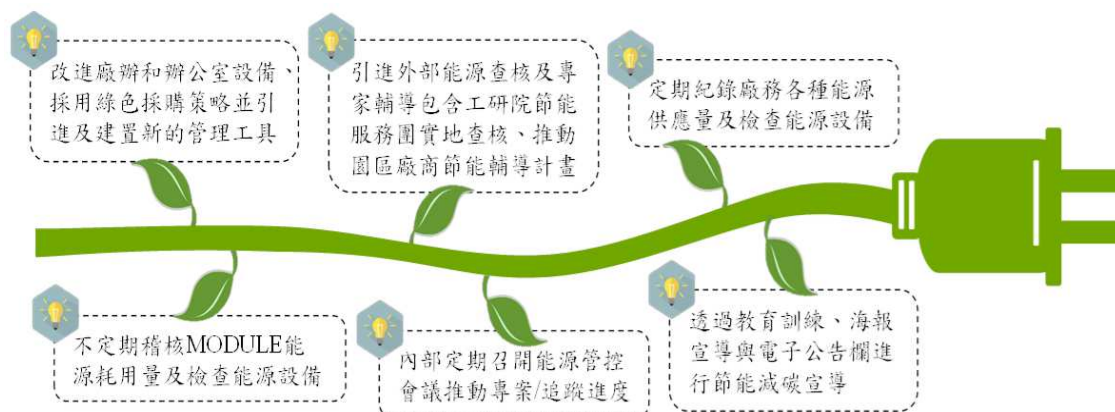 改進廠辦和辦公室設備、
採用綠色採購策略並引
進及建置新的管理工具
引進外部能源查核及專
家輔導包含工研院節能
服務團實地查核、推動
園區廠商節能輔導計畫
定期紀錄廠務各種能源
供應量及檢查能源設備
不定期稽核MODULE能
源耗用量及檢查能源設備
內部定期召開能源管控
會議推動專案/追蹤進度
透過教育訓練、海報
宣導與電子公告欄進
行節能減碳宣導